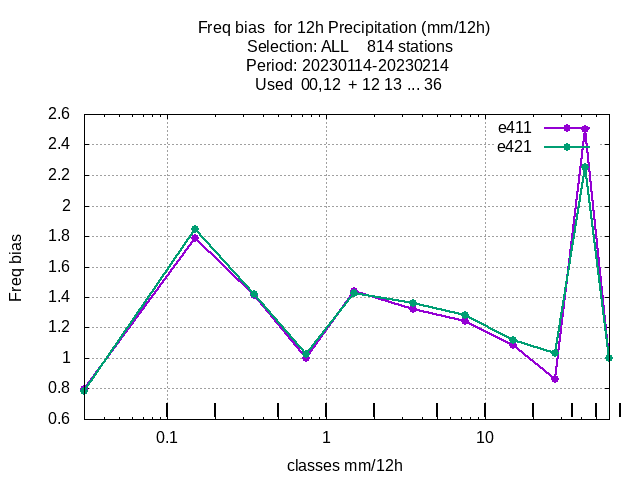 Freq bias  for 12h Precipitation (mm/12h)
Selection: ALL    814 stations
Period: 20230114-20230214
Used  00,12  + 12 13 ... 36
e411
e421
Freq bias
2.6
2.4
2.2
2
1.8
1.6
1.4
1.2
1
0.8
0.6
0.1
1
10
classes mm/12h